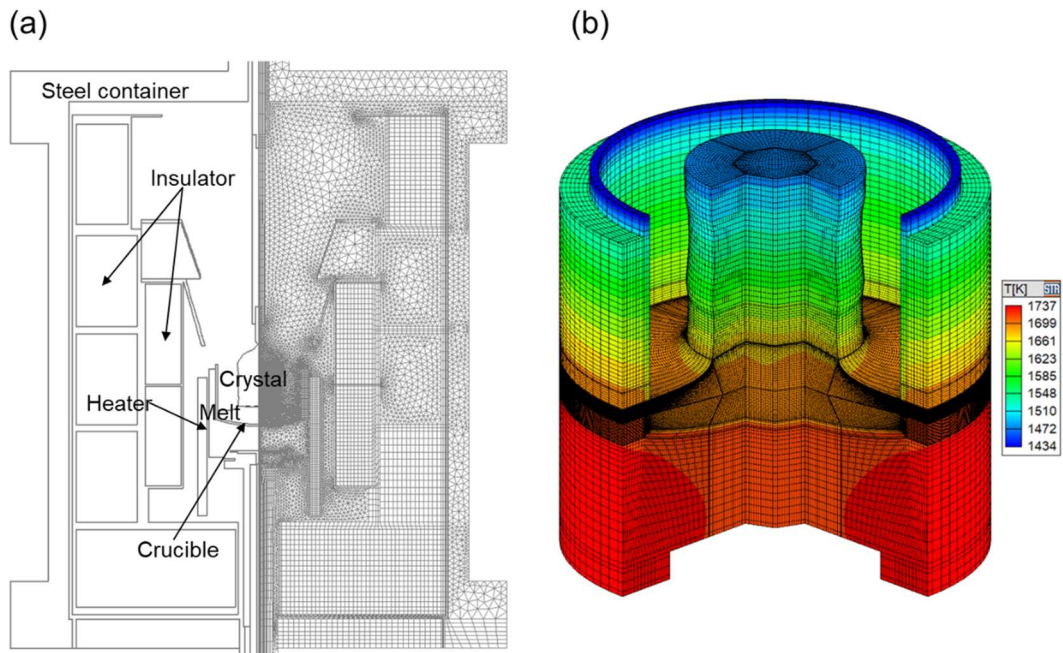 (a)
(b)
Steel container
Insulator
Crystal
Heater
Melt
Crucible
T[K] STR
1737
1699
1661
1623
1585
1548
1510
1472
1434